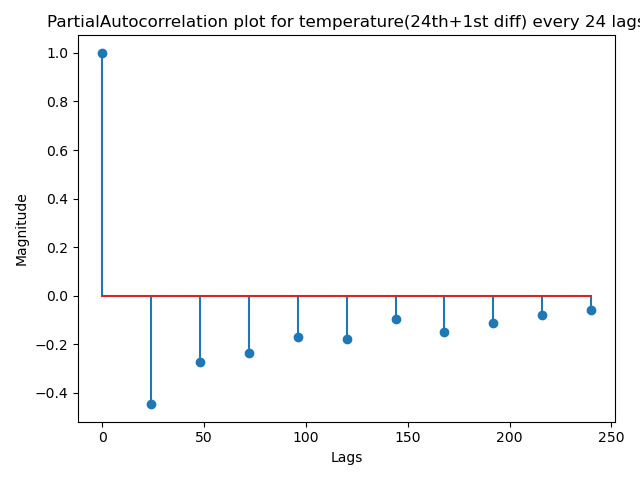 PartialAutocorrelation plot for temperature(24th+1st diff) every 24 lags
1.0
0.8
0.6
0.4
0.2
0.0
−0.2
−0.4
Magnitude
0 50 100 150 200 250
Lags